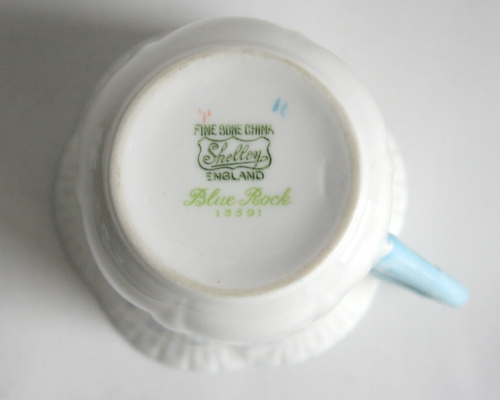 FINE BONE CHINA
Shelley
ENGLAND
Blue Rock
13591